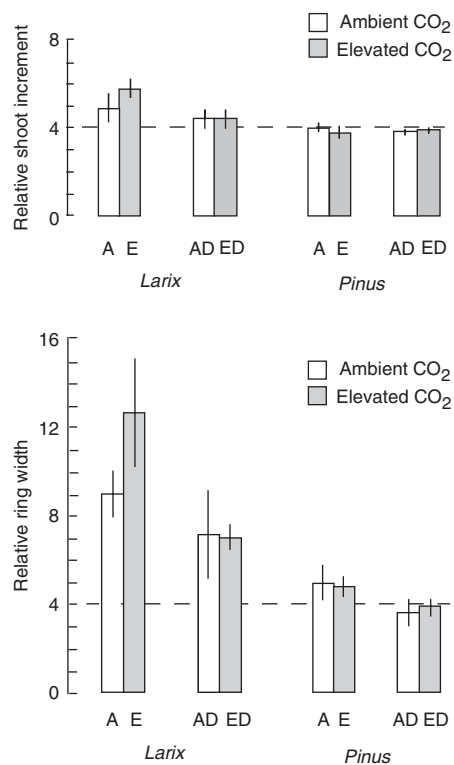 8
4
0
Relative shoot increment
Ambient CO2
Elevated CO2
A E AD ED A E AD ED
Larix Pinus
16
12
8
4
0
Relative ring width
Ambient CO2
Elevated CO2
A E AD ED A E AD ED
Larix Pinus